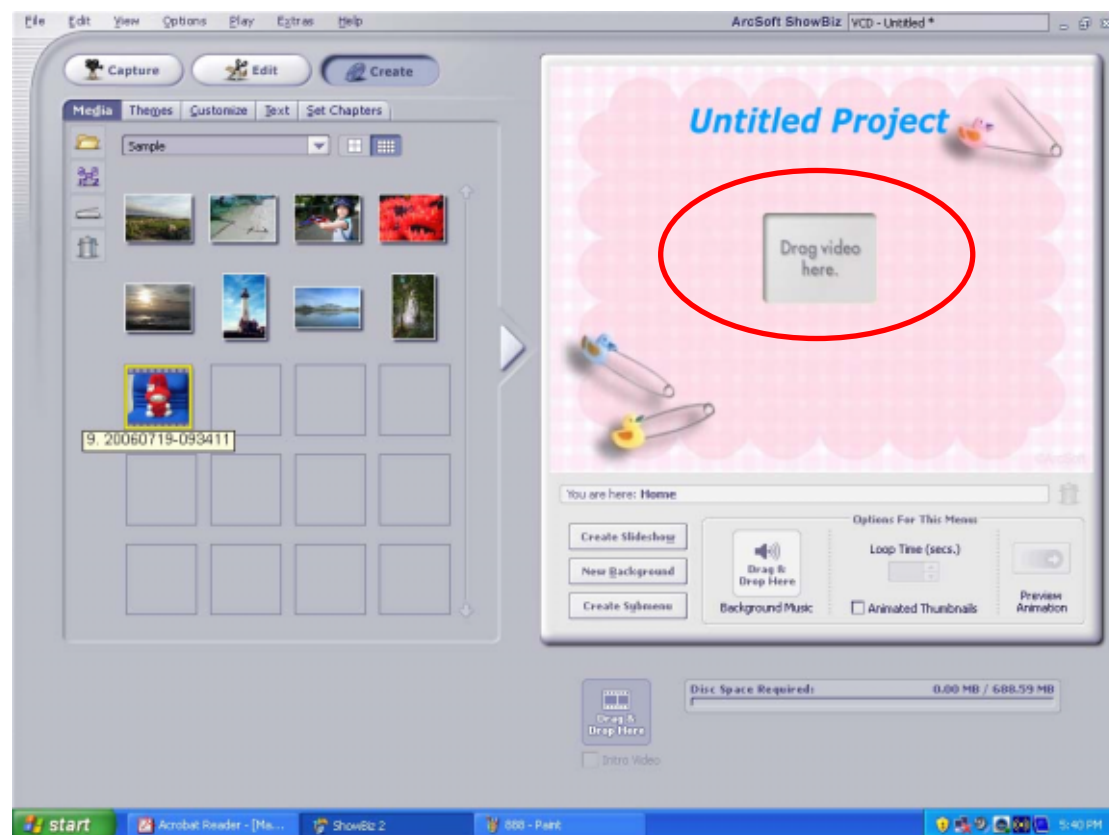 File Edit View Options Play Extras Help
ArcSoft ShowBiz VCD - Untitled *
Capture Edit Create
Media Themes Customize Text Set Chapters
Sample
9. 20060719-093411
Untitled Project
Drag video
here.
©ArcSoft
You are here: Home
Create Slideshow
New Background
Create Submenu
Drag &
Drop Here
Background Music
Options For This Menu
Loop Time (secs.)
Animated Thumbnails
Preview
Animation
Drag &
Drop Here
Intro Video
Disc Space Required: 0.00 MB / 688.59 MB
start Acrobat Reader - [Ma... ShowBiz 2 888 - Paint 5:40 PM